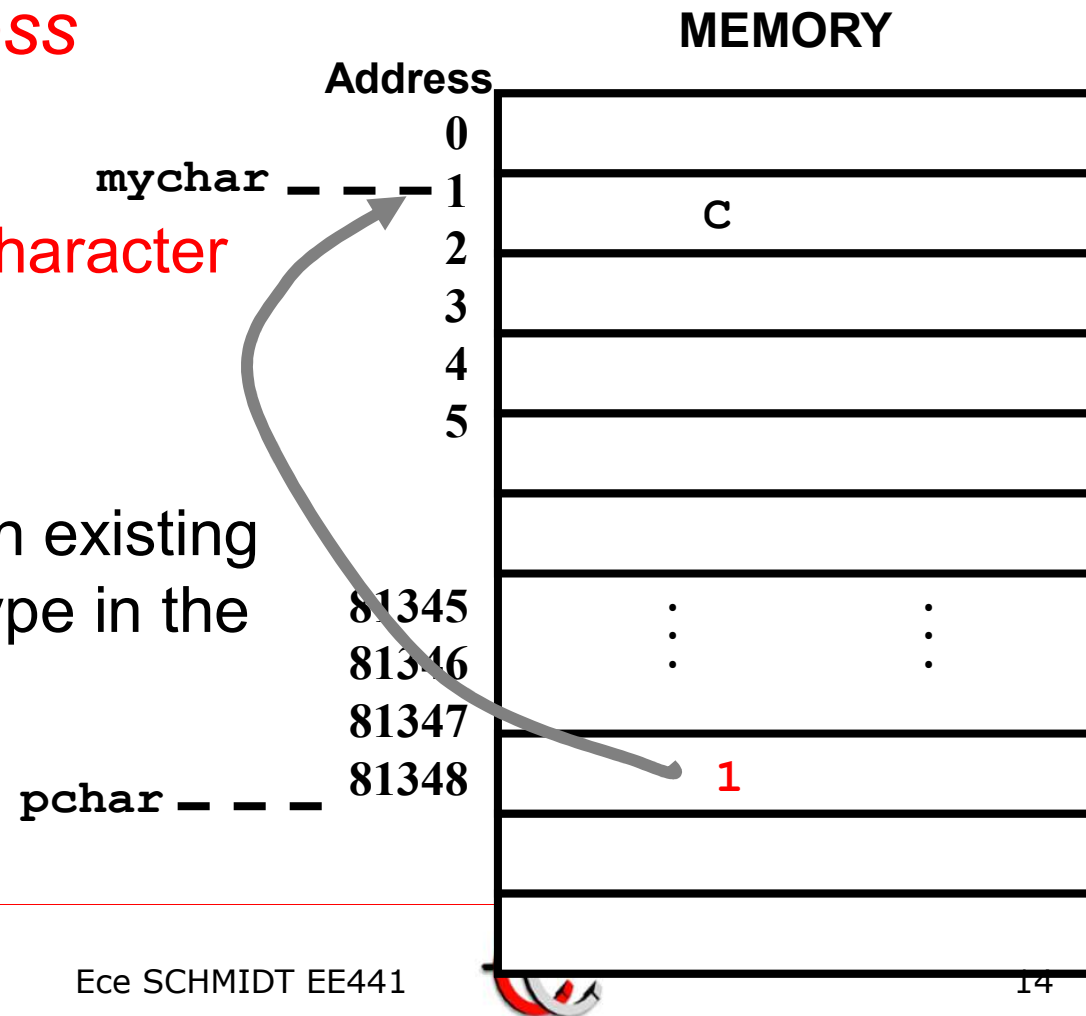 ss
MEMORY
Address
0
mychar
1
C
haracter
2
3
4
5
n existing
ype in the
81345
81346
81347
81348
1
pchar
Ece SCHMIDT EE441
14